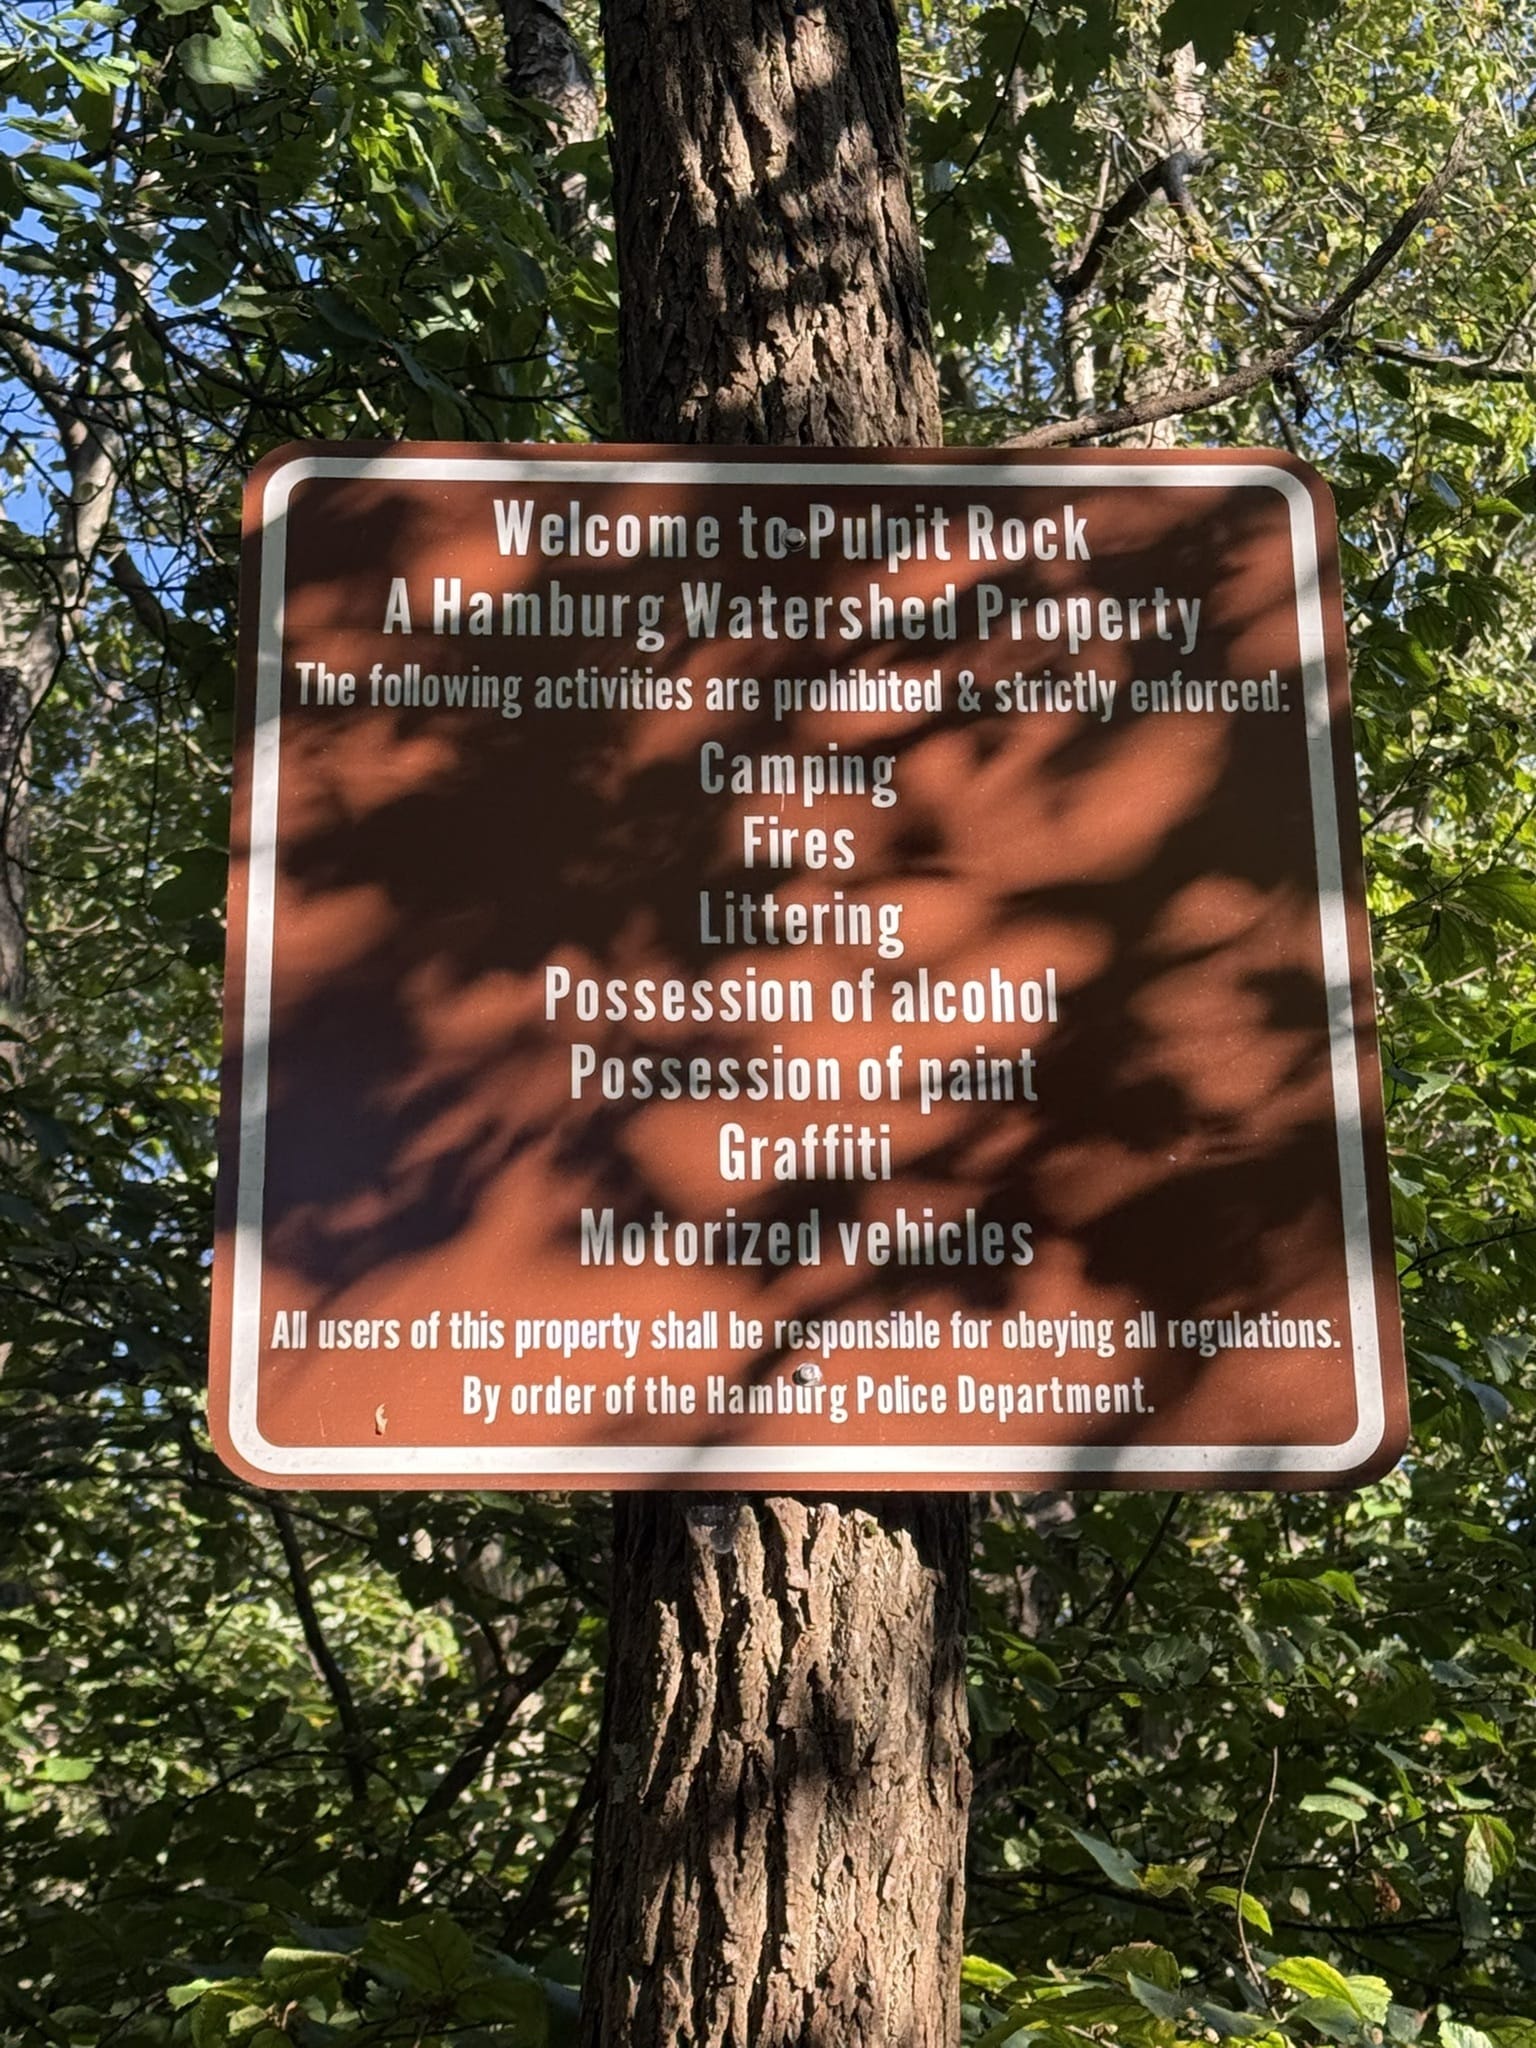 Welcome to Pulpit Rock
A Hamburg Watershed Property
The following activities are prohibited & strictly enforced:
Camping
Fires
Littering
Possession of alcohol
Possession of paint
Graffiti
Motorized vehicles
All users of this property shall be responsible for obeying all regulations.
By order of the Hamburg Police Department.